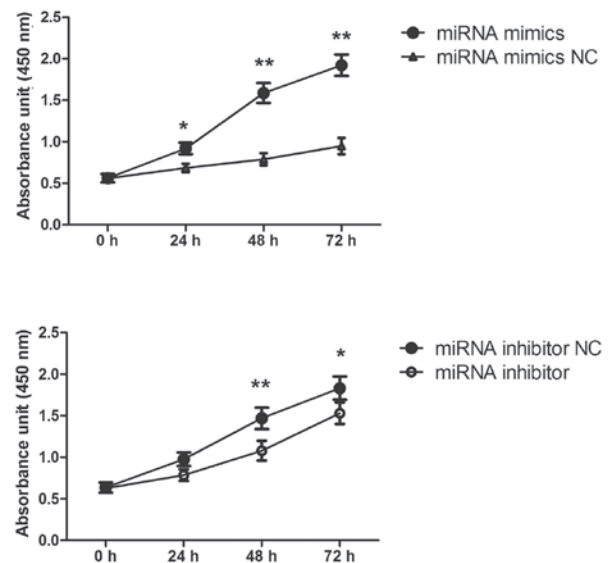 2.5
2.0
1.5
1.0
0.5
0.0
Absorbance unit (450 nm)
*
**
**
0 h
24 h
48 h
72 h
miRNA mimics
miRNA mimics NC
2.5
2.0
1.5
1.0
0.5
0.0
Absorbance unit (450 nm)
**
*
0 h
24 h
48 h
72 h
miRNA inhibitor NC
miRNA inhibitor